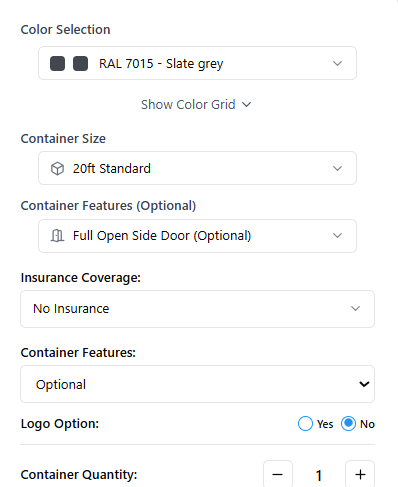 Color Selection
RAL 7015 - Slate grey
Show Color Grid
Container Size
20ft Standard
Container Features (Optional)
Full Open Side Door (Optional)
Insurance Coverage:
No Insurance
Container Features:
Optional
Logo Option: Yes No
Container Quantity: − 1 +